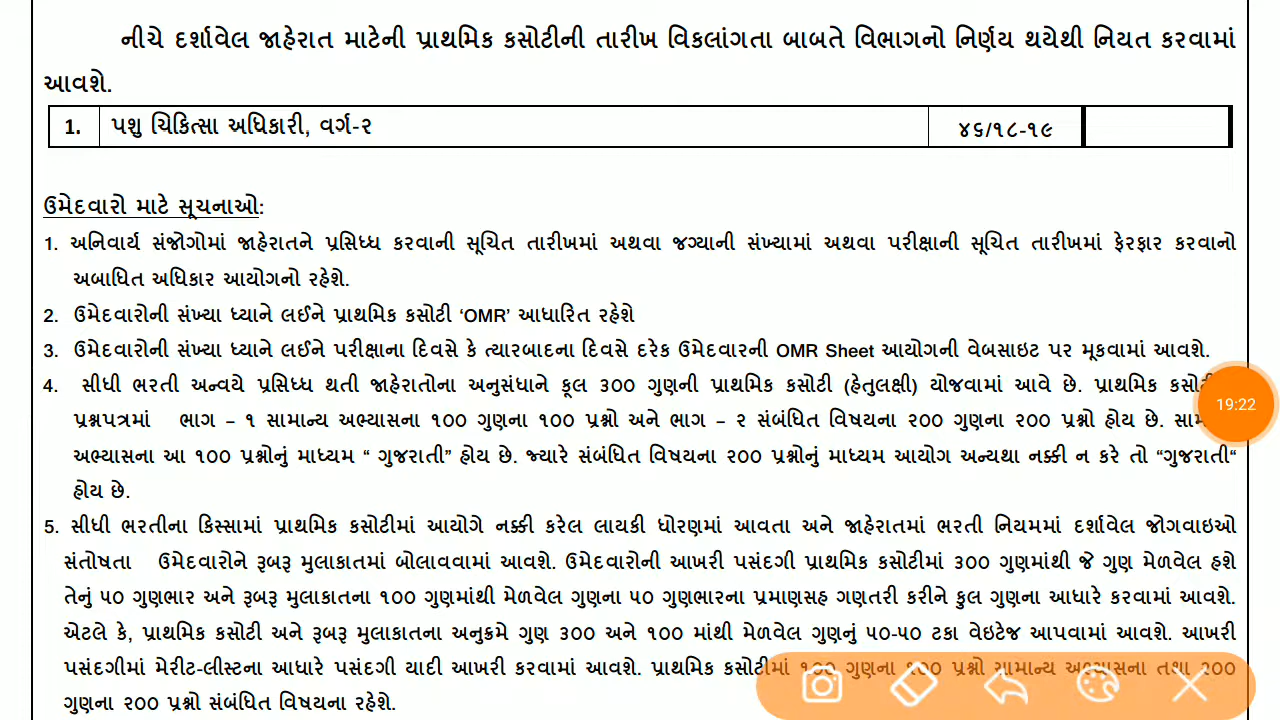 નીચે દર્શાવેલ જાહેરાત માટેની પ્રાથમિક કસોટીની તારીખ વિકલાંગતા બાબતે વિભાગનો નિર્ણય થયેથી નિયત કરવામાં
આવશે.
1. પશુ ચિકિત્સા અધિકારી, વર્ગ-૨ ૪૬/૧૮-૧૯
ઉમેદવારો માટે સૂચનાઓ:
1. અનિવાર્ય સંજોગોમાં જાહેરાતને પ્રસિધ્ધ કરવાની સૂચિત તારીખમાં અથવા જગ્યાની સંખ્યામાં અથવા પરીક્ષાની સૂચિત તારીખમાં ફેરફાર કરવાનો
અબાધિત અધિકાર આયોગનો રહેશે.
2. ઉમેદવારોની સંખ્યા ધ્યાને લઈને પ્રાથમિક કસોટી ‘OMR’ આધારિત રહેશે
3. ઉમેદવારોની સંખ્યા ધ્યાને લઈને પરીક્ષાના દિવસે કે ત્યારબાદના દિવસે દરેક ઉમેદવારની OMR Sheet આયોગની વેબસાઇટ પર મૂકવામાં આવશે.
4. સીધી ભરતી અન્વયે પ્રસિધ્ધ થતી જાહેરાતોના અનુસંધાને કૂલ ૩૦૦ ગુણની પ્રાથમિક કસોટી (હેતુલક્ષી) યોજવામાં આવે છે. પ્રાથમિક
19:22
પ્રશ્નપત્રમાં ભાગ – ૧ સામાન્ય અભ્યાસના ૧૦૦ ગુણના ૧૦૦ પ્રશ્નો અને ભાગ – ૨ સંબંધિત વિષયના ૨૦૦ ગુણના ૨૦૦ પ્રશ્નો હોય છે.
અભ્યાસના આ ૧૦૦ પ્રશ્નોનું માધ્યમ “ ગુજરાતી” હોય છે. જ્યારે સંબંધિત વિષયના ૨૦૦ પ્રશ્નોનું માધ્યમ આયોગ અન્યથા નક્કી ન કરે તો “ગુજરાતી“
હોય છે.
5. સીધી ભરતીના કિસ્સામાં પ્રાથમિક કસોટીમાં આયોગે નક્કી કરેલ લાયકી ધોરણમાં આવતા અને જાહેરાતમાં ભરતી નિયમમાં દર્શાવેલ જોગવાઇઓ
સંતોષતા ઉમેદવારોને રૂબરૂ મુલાકાતમાં બોલાવવામાં આવશે. ઉમેદવારોની આખરી પસંદગી પ્રાથમિક કસોટીમાં ૩૦૦ ગુણમાંથી જે ગુણ મેળવેલ હશે
તેનું ૫૦ ગુણભાર અને રૂબરૂ મુલાકાતના ૧૦૦ ગુણમાંથી મેળવેલ ગુણના ૫૦ ગુણભારના પ્રમાણસહ ગણતરી કરીને કુલ ગુણના આધારે કરવામાં આવશે.
એટલે કે, પ્રાથમિક કસોટી અને રૂબરૂ મુલાકાતના અનુક્રમે ગુણ ૩૦૦ અને ૧૦૦ માંથી મેળવેલ ગુણનું ૫૦-૫૦ ટકા વેઇટેજ આપવામાં આવશે. આખરી
પસંદગીમાં મેરીટ-લીસ્ટના આધારે પસંદગી યાદી આખરી કરવામાં આવશે. પ્રાથમિક કસોટીમાં ૧૦૦ ગુણના ૧૦૦ પ્રશ્નો સામાન્ય અભ્યાસના તથા ૨૦૦
ગુણના ૨૦૦ પ્રશ્નો સંબંધિત વિષયના રહેશે.